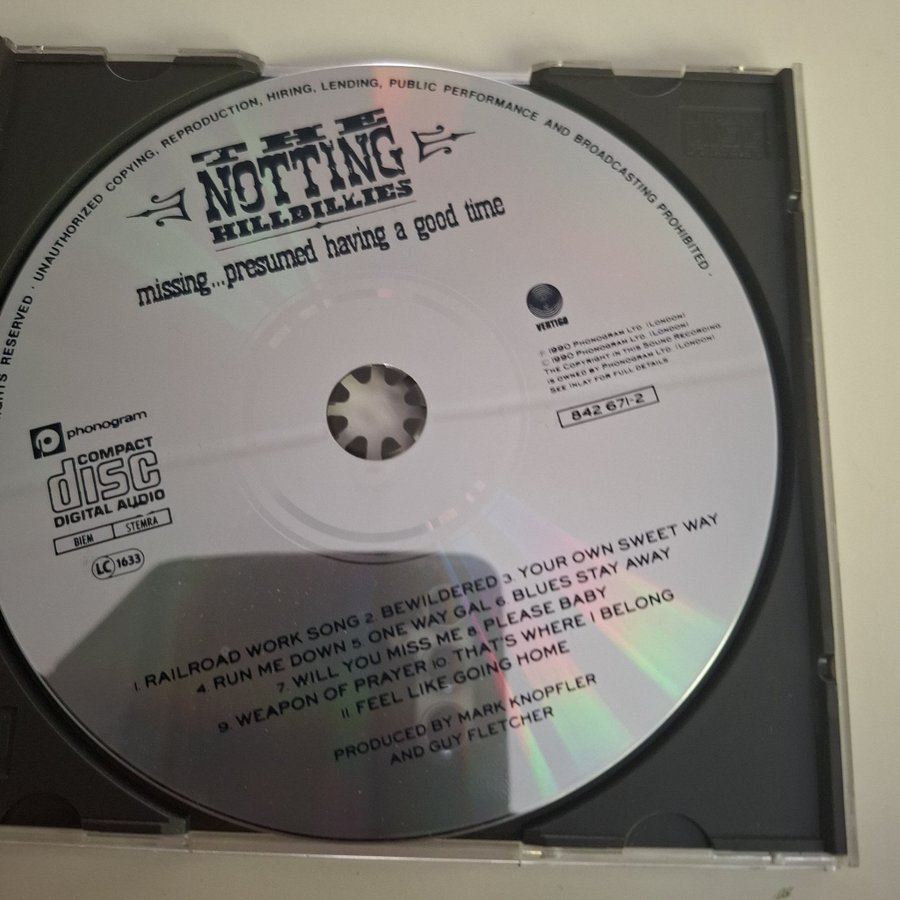 UNAUTHORIZED COPYING, REPRODUCTION, HIRING, LENDING, PUBLIC PERFORMANCE AND BROADCASTING PROHIBITED ·
RESERVED ·
THE
NOTTING
HILLBILLIES
missing...presumed having a good time
VERTIGO
℗ 1990 PHONOGRAM LTD. (LONDON)
© 1990 PHONOGRAM LTD. (LONDON)
THE COPYRIGHT IN THIS SOUND RECORDING
IS OWNED BY PHONOGRAM LTD. (LONDON)
SEE INLAY FOR FULL DETAILS
842 671-2
phonogram
COMPACT
disc
DIGITAL AUDIO
BIEM STEMRA
LC 1633
1. RAILROAD WORK SONG 2. BEWILDERED 3. YOUR OWN SWEET WAY
4. RUN ME DOWN 5. ONE WAY GAL 6. BLUES STAY AWAY
7. WILL YOU MISS ME 8. PLEASE BABY
9. WEAPON OF PRAYER 10. THAT'S WHERE I BELONG
11. FEEL LIKE GOING HOME
PRODUCED BY MARK KNOPFLER
AND GUY FLETCHER